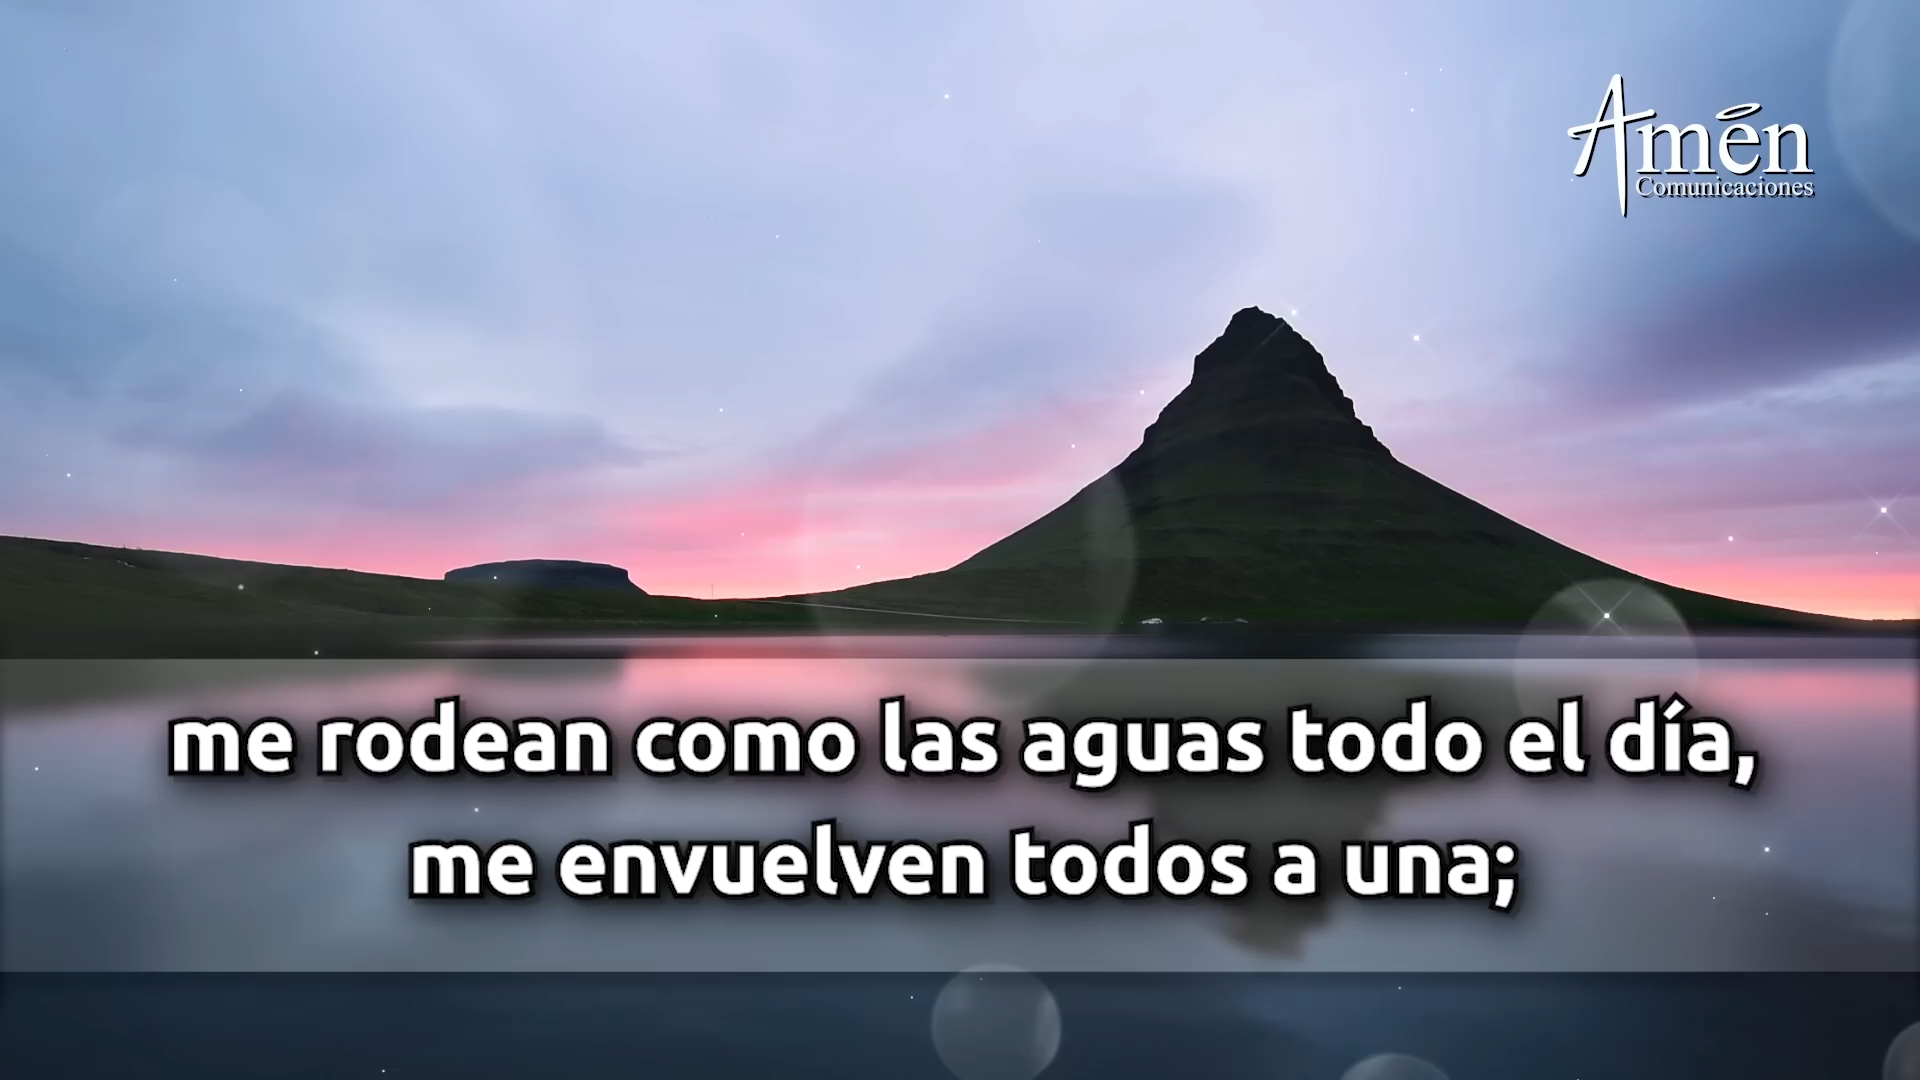 Amén
Comunicaciones
me rodean como las aguas todo el día,
me envuelven todos a una;